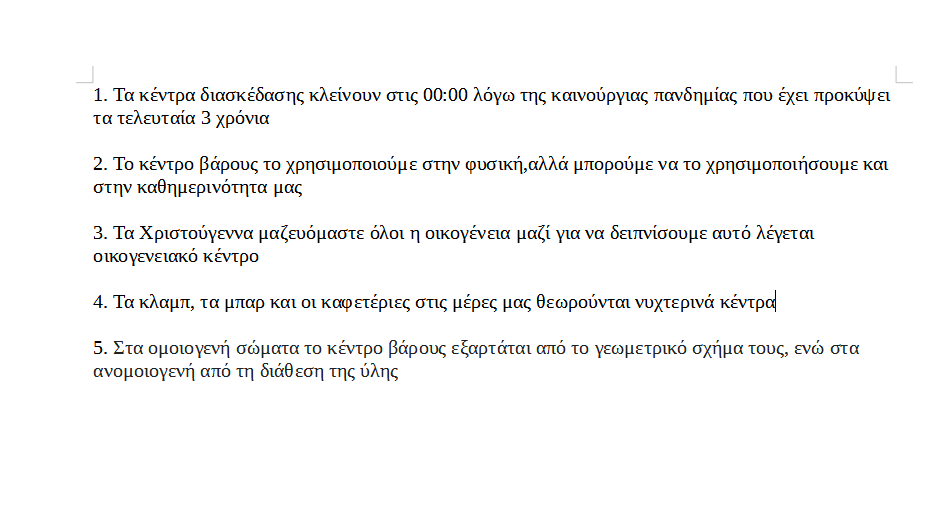 1. Τα κέντρα διασκέδασης κλείνουν στις 00:00 λόγω της καινούργιας πανδημίας που έχει προκύψει
τα τελευταία 3 χρόνια
2. Το κέντρο βάρους το χρησιμοποιούμε στην φυσική,αλλά μπορούμε να το χρησιμοποιήσουμε και
στην καθημερινότητα μας
3. Τα Χριστούγεννα μαζευόμαστε όλοι η οικογένεια μαζί για να δειπνίσουμε αυτό λέγεται
οικογενειακό κέντρο
4. Τα κλαμπ, τα μπαρ και οι καφετέριες στις μέρες μας θεωρούνται νυχτερινά κέντρα
5. Στα ομοιογενή σώματα το κέντρο βάρους εξαρτάται από το γεωμετρικό σχήμα τους, ενώ στα
ανομοιογενή από τη διάθεση της ύλης